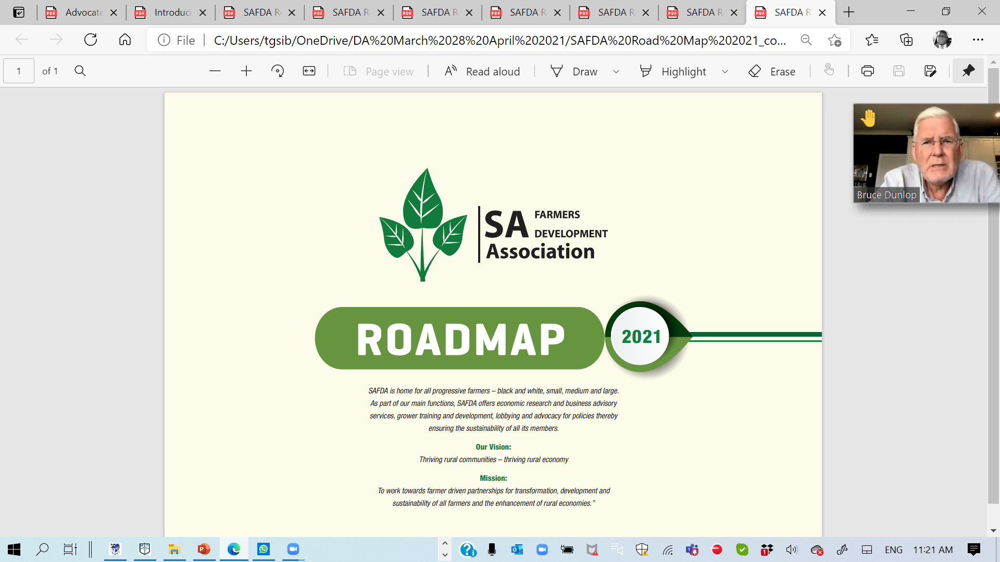 Advocate
Introduci
SAFDA R
SAFDA R
SAFDA R
SAFDA R
SAFDA R
SAFDA R
SAFDA R
File
C:/Users/tgsib/OneDrive/DA%20March%2028%20April%202021/SAFDA%20Road%20Map%202021_co...
1 of 1
Page view
Read aloud
Draw
Highlight
Erase
Bruce Dunlop
SA FARMERS
DEVELOPMENT
Association
ROADMAP
2021
SAFDA is home for all progressive farmers – black and white, small, medium and large.
As part of our main functions, SAFDA offers economic research and business advisory
services, grower training and development, lobbying and advocacy for policies thereby
ensuring the sustainability of all its members.
Our Vision:
Thriving rural communities – thriving rural economy
Mission:
To work towards farmer driven partnerships for transformation, development and
sustainability of all farmers and the enhancement of rural economies.”
ENG
11:21 AM